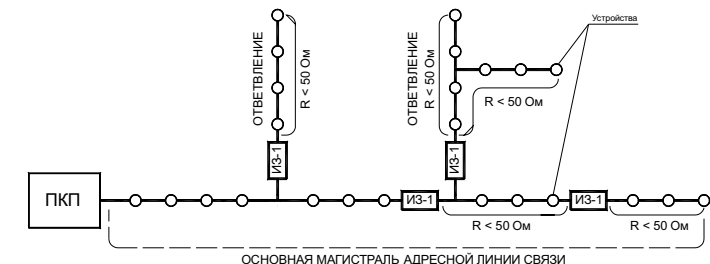 Устройства
ОТВЕТВЛЕНИЕ
R < 50 Ом
ОТВЕТВЛЕНИЕ
R < 50 Ом
R < 50 Ом
ИЗ-1
ИЗ-1
ПКП
ИЗ-1
ИЗ-1
R < 50 Ом
R < 50 Ом
ОСНОВНАЯ МАГИСТРАЛЬ АДРЕСНОЙ ЛИНИИ СВЯЗИ